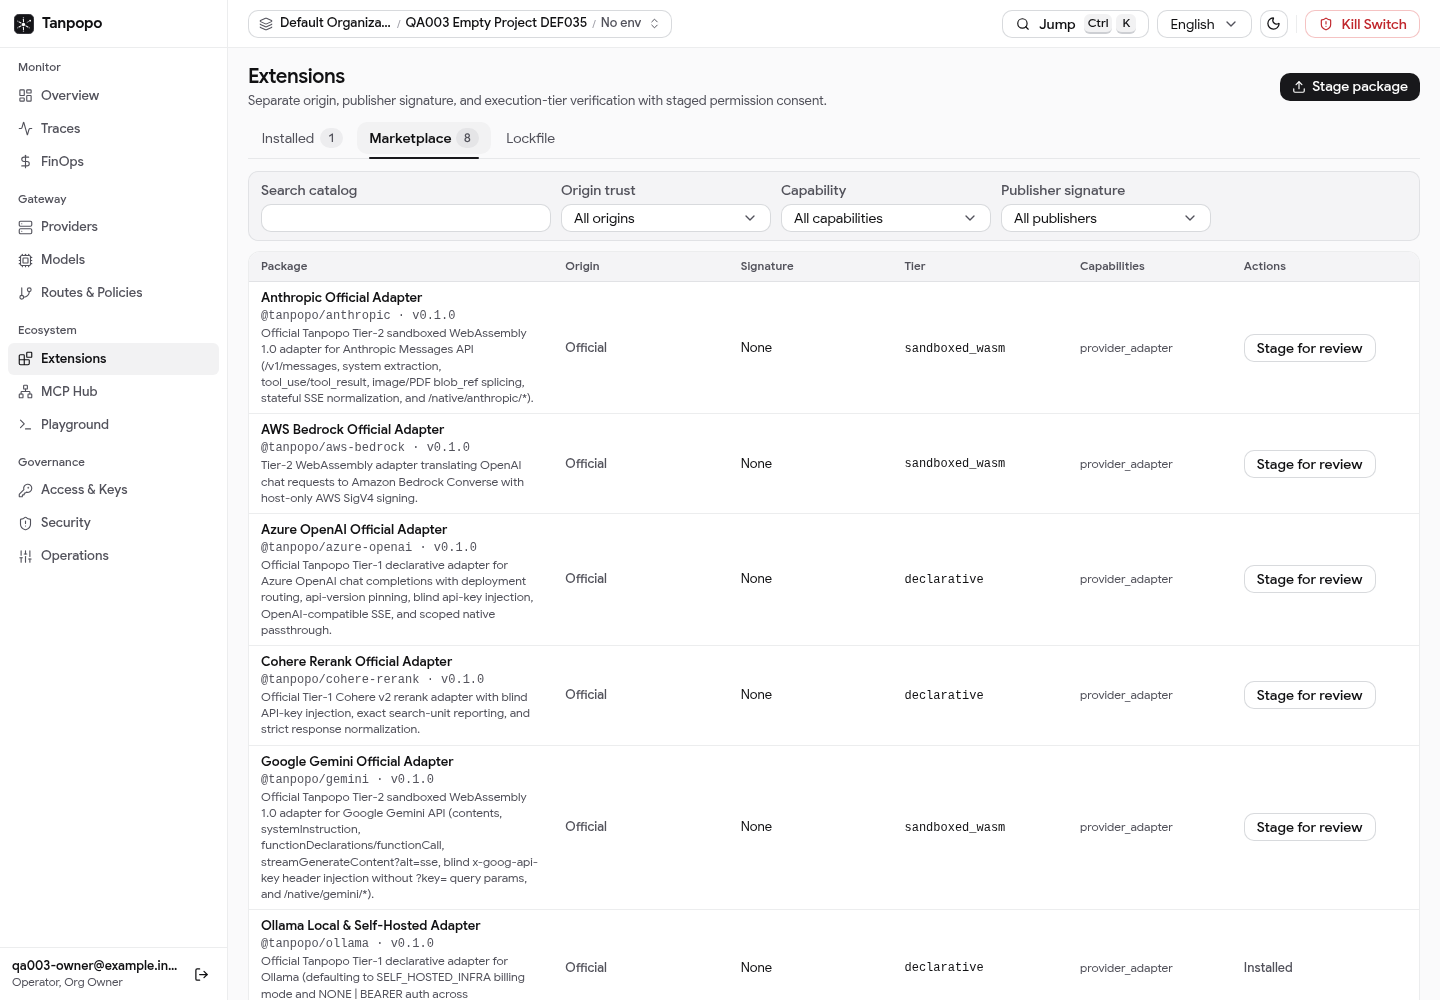 Tanpopo
Default Organiza... / QA003 Empty Project DEF035 / No env
Jump Ctrl K
English
Kill Switch
Monitor
Overview
Traces
FinOps
Gateway
Providers
Models
Routes & Policies
Ecosystem
Extensions
MCP Hub
Playground
Governance
Access & Keys
Security
Operations
qa003-owner@example.in...
Operator, Org Owner
Extensions
Separate origin, publisher signature, and execution-tier verification with staged permission consent.
Stage package
Installed 1
Marketplace 8
Lockfile
Search catalog
Origin trust
Capability
Publisher signature
All origins
All capabilities
All publishers
Package Origin Signature Tier Capabilities Actions
Anthropic Official Adapter
@tanpopo/anthropic · v0.1.0
Official Tanpopo Tier-2 sandboxed WebAssembly
1.0 adapter for Anthropic Messages API
(/v1/messages, system extraction,
tool_use/tool_result, image/PDF blob_ref splicing,
stateful SSE normalization, and /native/anthropic/*).
Official None sandboxed_wasm provider_adapter Stage for review
AWS Bedrock Official Adapter
@tanpopo/aws-bedrock · v0.1.0
Tier-2 WebAssembly adapter translating OpenAI
chat requests to Amazon Bedrock Converse with
host-only AWS SigV4 signing.
Official None sandboxed_wasm provider_adapter Stage for review
Azure OpenAI Official Adapter
@tanpopo/azure-openai · v0.1.0
Official Tanpopo Tier-1 declarative adapter for
Azure OpenAI chat completions with deployment
routing, api-version pinning, blind api-key injection,
OpenAI-compatible SSE, and scoped native
passthrough.
Official None declarative provider_adapter Stage for review
Cohere Rerank Official Adapter
@tanpopo/cohere-rerank · v0.1.0
Official Tier-1 Cohere v2 rerank adapter with blind
API-key injection, exact search-unit reporting, and
strict response normalization.
Official None declarative provider_adapter Stage for review
Google Gemini Official Adapter
@tanpopo/gemini · v0.1.0
Official Tanpopo Tier-2 sandboxed WebAssembly
1.0 adapter for Google Gemini API (contents,
systemInstruction,
functionDeclarations/functionCall,
streamGenerateContent?alt=sse, blind x-goog-api-
key header injection without ?key= query params,
and /native/gemini/*).
Official None sandboxed_wasm provider_adapter Stage for review
Ollama Local & Self-Hosted Adapter
@tanpopo/ollama · v0.1.0
Official Tanpopo Tier-1 declarative adapter for
Ollama (defaulting to SELF_HOSTED_INFRA billing
mode and NONE | BEARER auth across
Official None declarative provider_adapter Installed